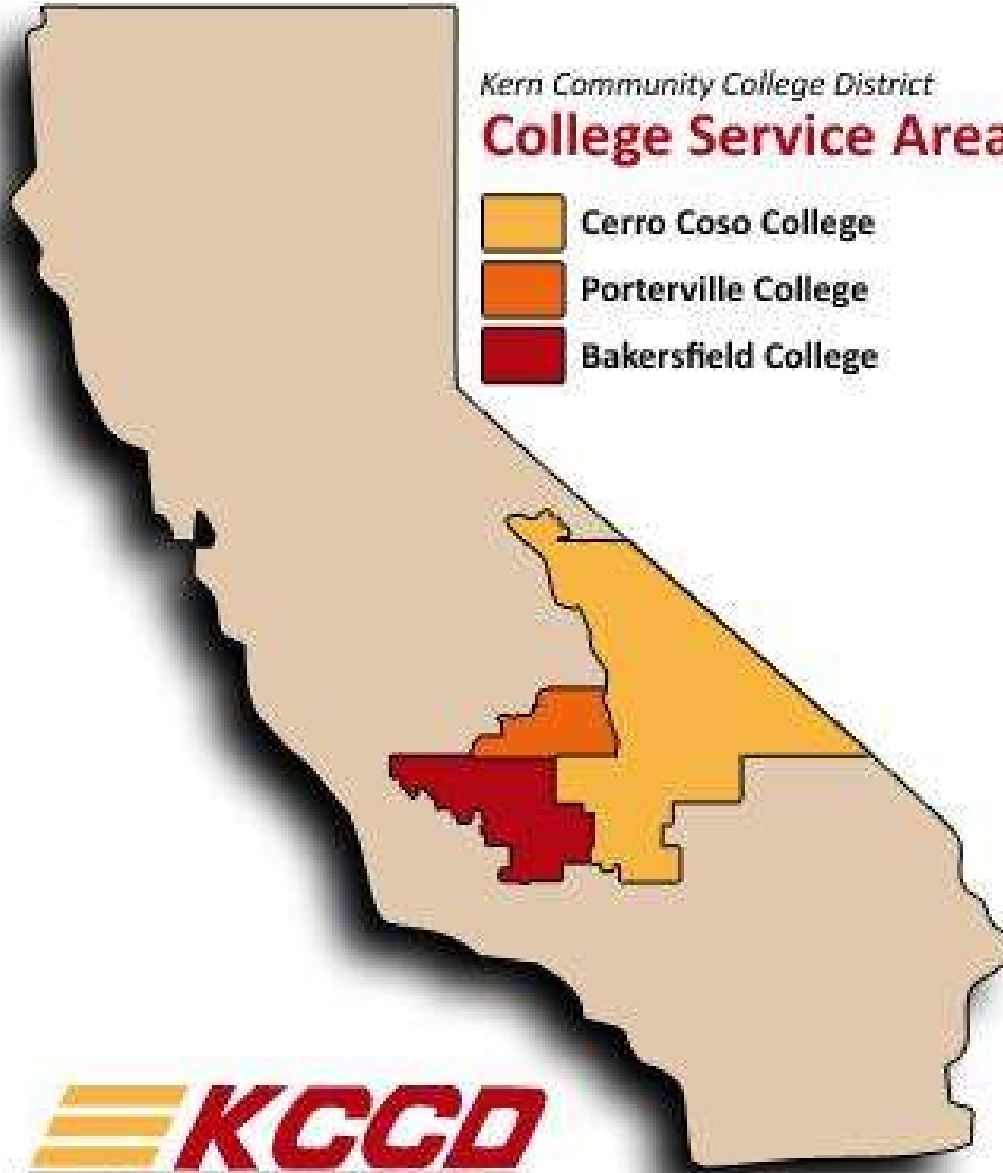 Kern Community College District
College Service Area
Cerro Coso College
Porterville College
Bakersfield College
KCCD